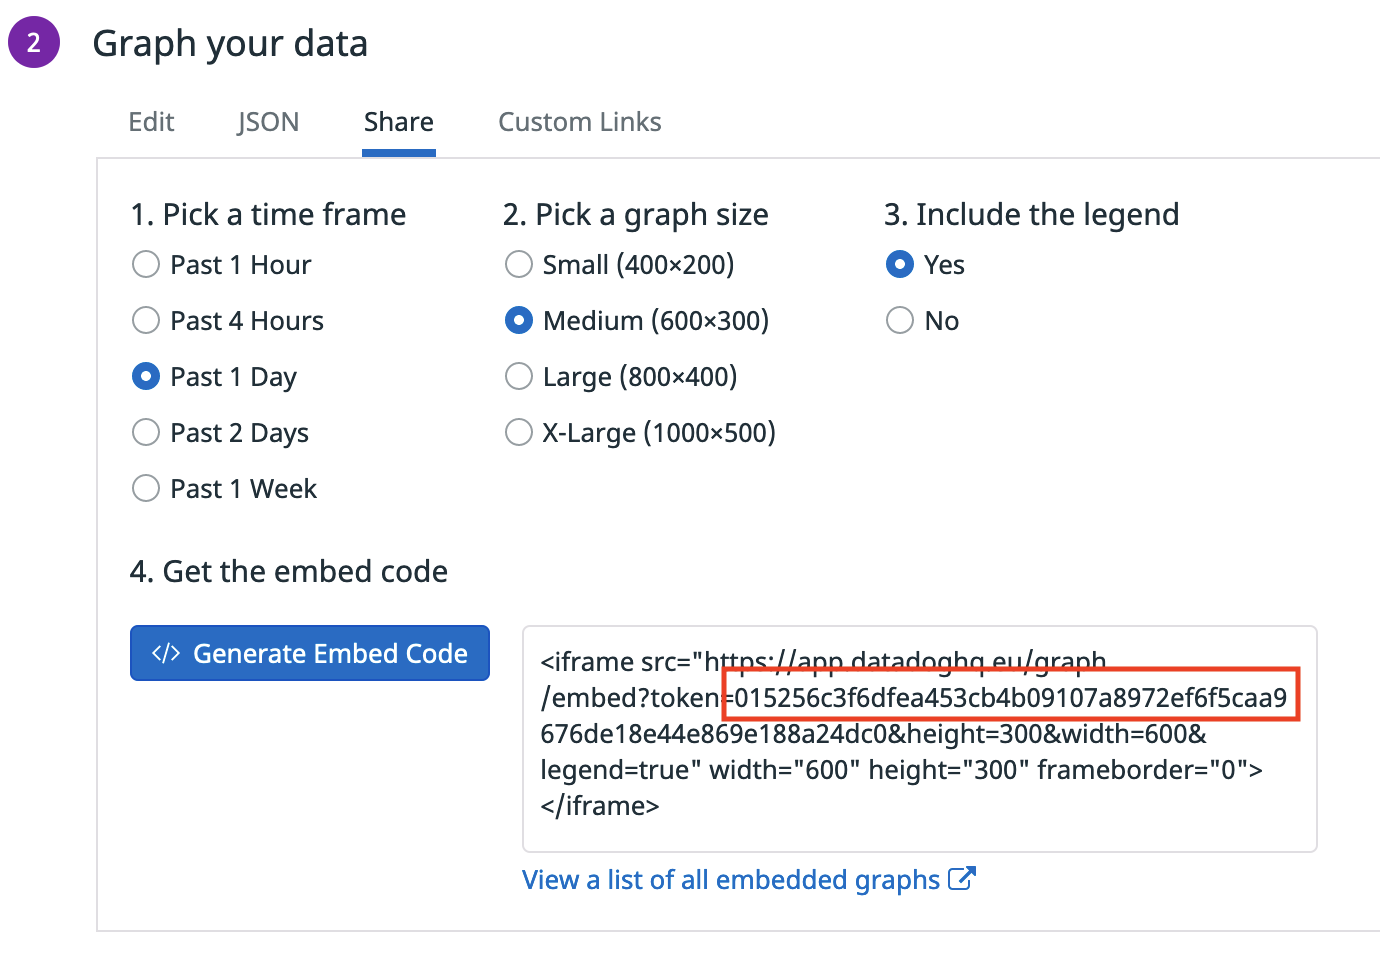 2
Graph your data
Edit JSON Share Custom Links
1. Pick a time frame
Past 1 Hour
Past 4 Hours
Past 1 Day
Past 2 Days
Past 1 Week
2. Pick a graph size
Small (400×200)
Medium (600×300)
Large (800×400)
X-Large (1000×500)
3. Include the legend
Yes
No
4. Get the embed code
</> Generate Embed Code
<iframe src="https://app.datadoghq.eu/graph
/embed?token=015256c3f6dfea453cb4b09107a8972ef6f5caa9
676de18e44e869e188a24dc0&height=300&width=600&
legend=true" width="600" height="300" frameborder="0">
</iframe>
View a list of all embedded graphs